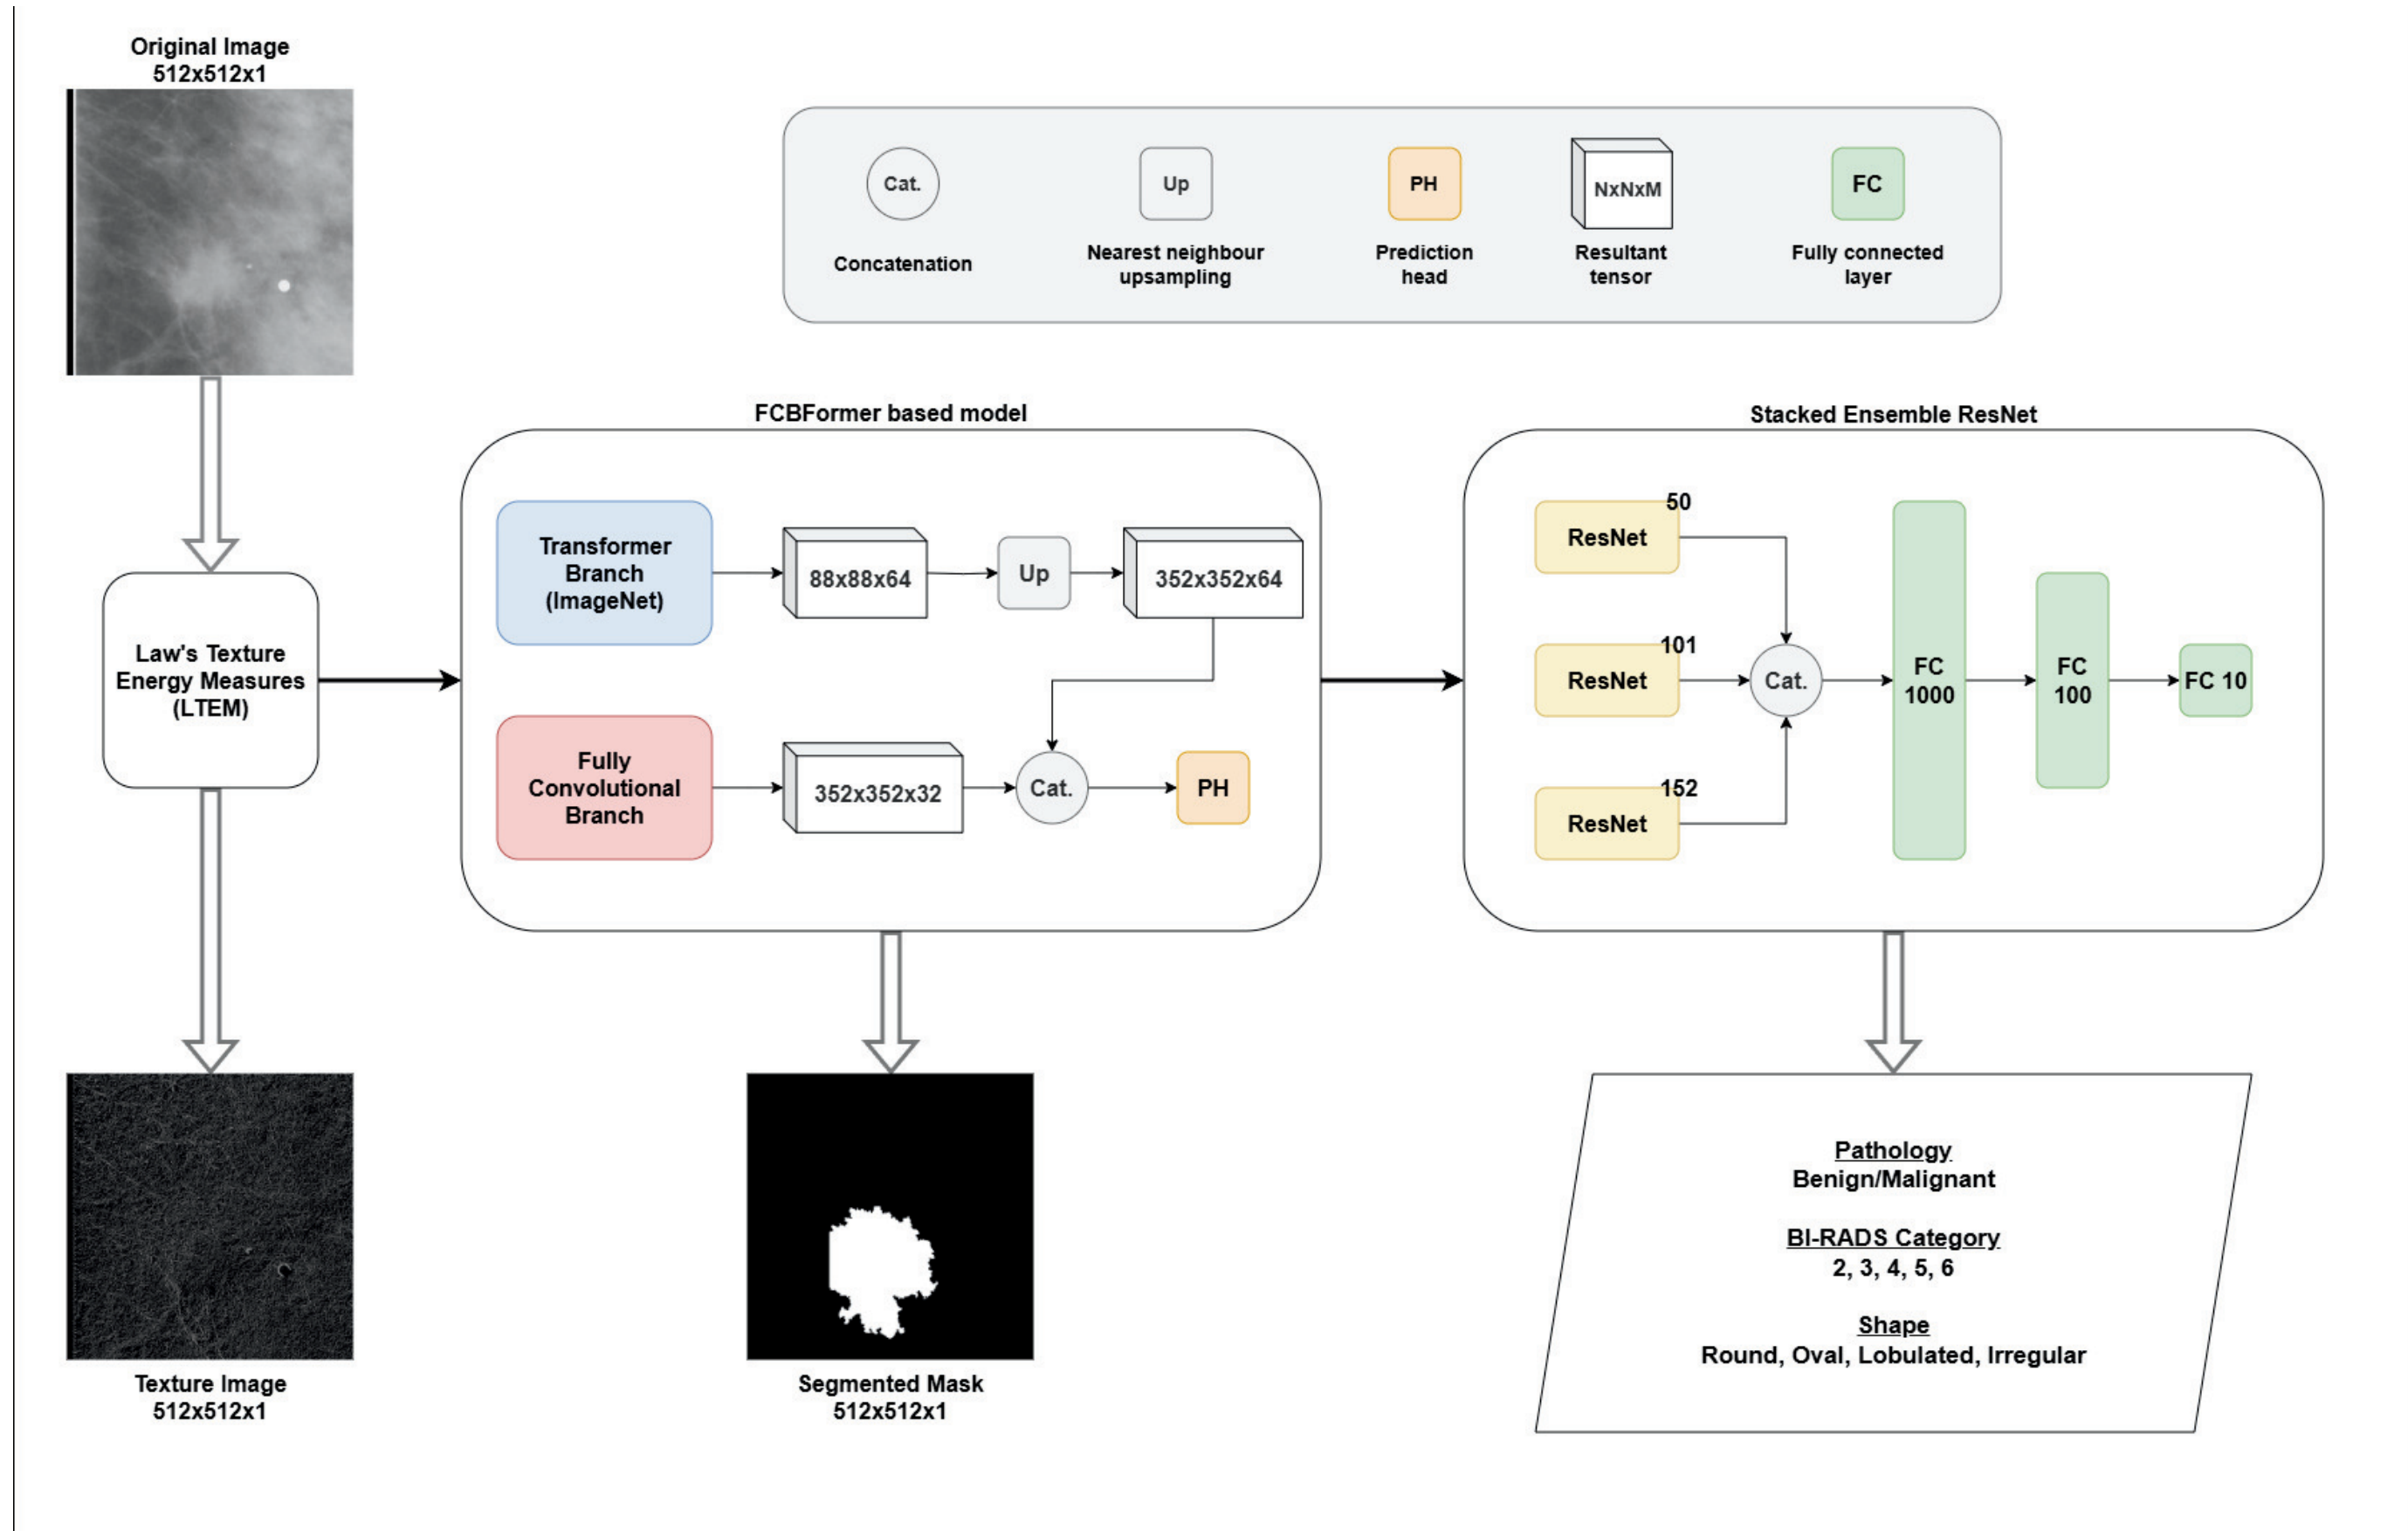 Original Image
512x512x1
Cat.
Concatenation
Up
Nearest neighbour
upsampling
PH
Prediction
head
NxNxM
Resultant
tensor
FC
Fully connected
layer
Law's Texture
Energy Measures
(LTEM)
Texture Image
512x512x1
FCBFormer based model
Transformer
Branch
(ImageNet)
88x88x64
Up
352x352x64
Fully
Convolutional
Branch
352x352x32
Cat.
PH
Segmented Mask
512x512x1
Stacked Ensemble ResNet
50
ResNet
101
ResNet
152
ResNet
Cat.
FC
1000
FC
100
FC 10
Pathology
Benign/Malignant
BI-RADS Category
2, 3, 4, 5, 6
Shape
Round, Oval, Lobulated, Irregular